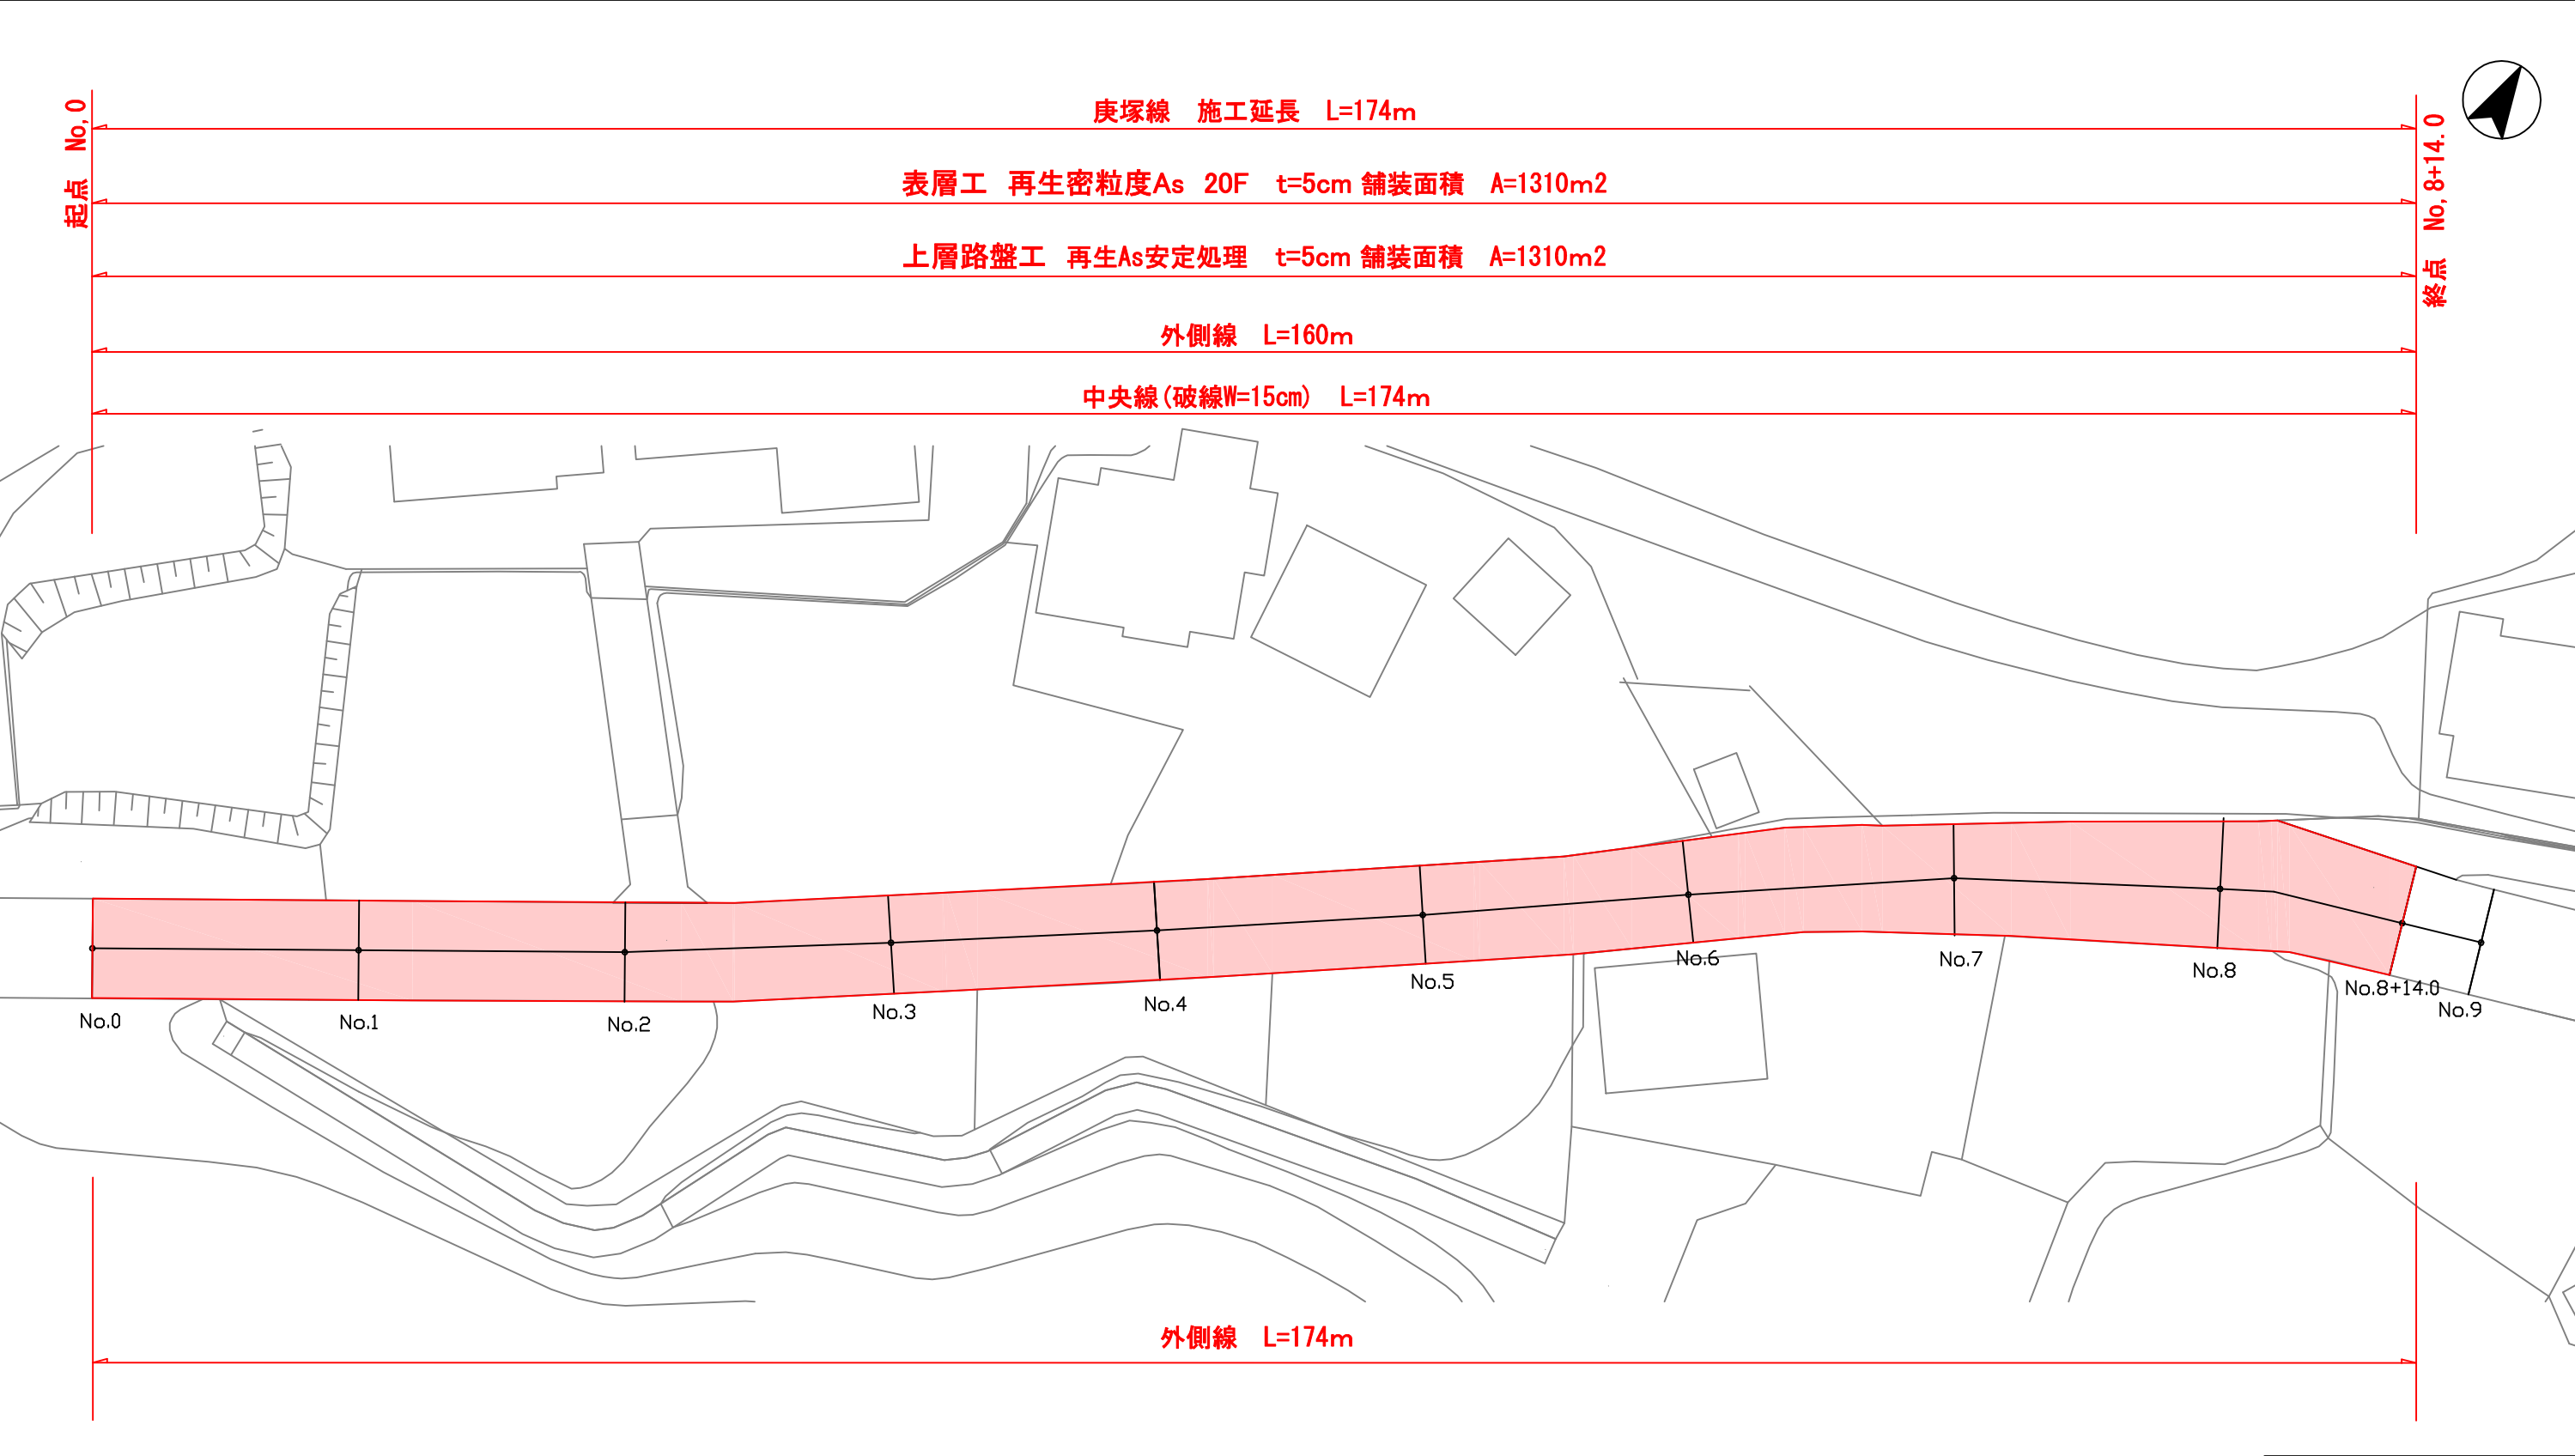 起点　No,0
庚塚線　施工延長　L=174m
表層工　再生密粒度As　20F　t=5cm 舗装面積　A=1310m2
上層路盤工　再生As安定処理　t=5cm 舗装面積　A=1310m2
外側線　L=160m
中央線(破線W=15cm)　L=174m
終点　No,8+14.0
No.0
No.1
No.2
No.3
No.4
No.5
No.6
No.7
No.8
No.8+14.0
No.9
外側線　L=174m